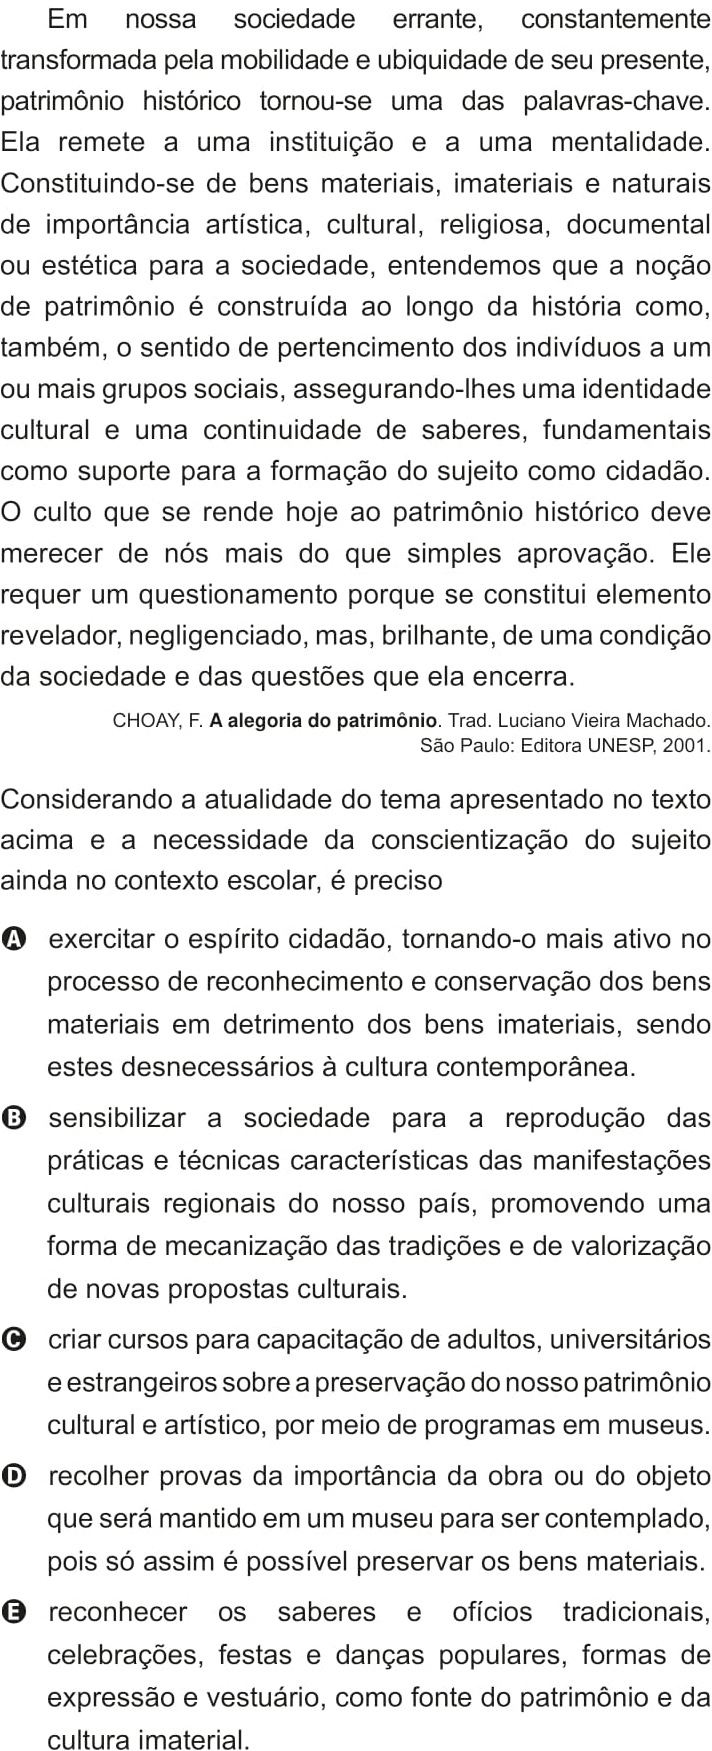 Em nossa sociedade errante, constantemente
transformada pela mobilidade e ubiquidade de seu presente,
patrimônio histórico tornou-se uma das palavras-chave.
Ela remete a uma instituição e a uma mentalidade.
Constituindo-se de bens materiais, imateriais e naturais
de importância artística, cultural, religiosa, documental
ou estética para a sociedade, entendemos que a noção
de patrimônio é construída ao longo da história como,
também, o sentido de pertencimento dos indivíduos a um
ou mais grupos sociais, assegurando-lhes uma identidade
cultural e uma continuidade de saberes, fundamentais
como suporte para a formação do sujeito como cidadão.
O culto que se rende hoje ao patrimônio histórico deve
merecer de nós mais do que simples aprovação. Ele
requer um questionamento porque se constitui elemento
revelador, negligenciado, mas, brilhante, de uma condição
da sociedade e das questões que ela encerra.
CHOAY, F. A alegoria do patrimônio. Trad. Luciano Vieira Machado.
São Paulo: Editora UNESP, 2001.
Considerando a atualidade do tema apresentado no texto
acima e a necessidade da conscientização do sujeito
ainda no contexto escolar, é preciso
A exercitar o espírito cidadão, tornando-o mais ativo no
processo de reconhecimento e conservação dos bens
materiais em detrimento dos bens imateriais, sendo
estes desnecessários à cultura contemporânea.
B sensibilizar a sociedade para a reprodução das
práticas e técnicas características das manifestações
culturais regionais do nosso país, promovendo uma
forma de mecanização das tradições e de valorização
de novas propostas culturais.
C criar cursos para capacitação de adultos, universitários
e estrangeiros sobre a preservação do nosso patrimônio
cultural e artístico, por meio de programas em museus.
D recolher provas da importância da obra ou do objeto
que será mantido em um museu para ser contemplado,
pois só assim é possível preservar os bens materiais.
E reconhecer os saberes e ofícios tradicionais,
celebrações, festas e danças populares, formas de
expressão e vestuário, como fonte do patrimônio e da
cultura imaterial.